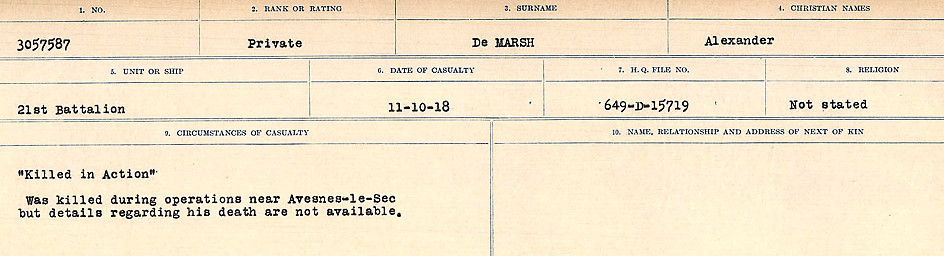 1. NO. 2. RANK OR RATING 3. SURNAME 4. CHRISTIAN NAMES
3057587 Private De MARSH Alexander
5. UNIT OR SHIP 6. DATE OF CASUALTY 7. H.Q. FILE NO. 8. RELIGION
21st Battalion 11-10-18 649-D-15719 Not stated
9. CIRCUMSTANCES OF CASUALTY 10. NAME, RELATIONSHIP AND ADDRESS OF NEXT OF KIN
"Killed in Action"
Was killed during operations near Avesnes-le-Sec
but details regarding his death are not available.